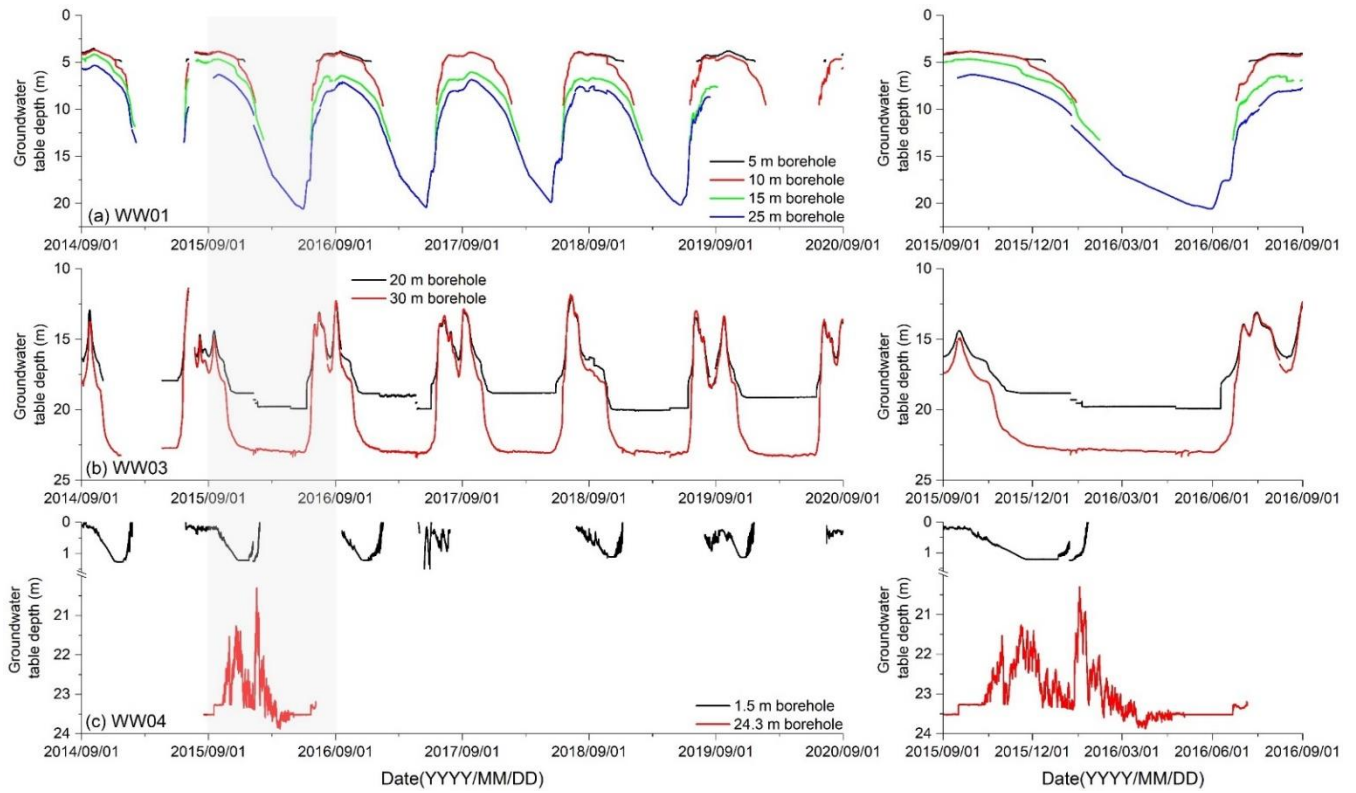 0
5
10
15
20
Groundwater
table depth (m)
5 m borehole
10 m borehole
15 m borehole
25 m borehole
(a) WW01
2014/09/01 2015/09/01 2016/09/01 2017/09/01 2018/09/01 2019/09/01 2020/09/01
0
5
10
15
20
Groundwater
table depth (m)
2015/09/01 2015/12/01 2016/03/01 2016/06/01 2016/09/01
10
15
20
25
Groundwater
table depth (m)
20 m borehole
30 m borehole
(b) WW03
2014/09/01 2015/09/01 2016/09/01 2017/09/01 2018/09/01 2019/09/01 2020/09/01
10
15
20
25
Groundwater
table depth (m)
2015/09/01 2015/12/01 2016/03/01 2016/06/01 2016/09/01
0
1
21
22
23
24
Groundwater
table depth (m)
1.5 m borehole
24.3 m borehole
(c) WW04
2014/09/01 2015/09/01 2016/09/01 2017/09/01 2018/09/01 2019/09/01 2020/09/01
Date(YYYY/MM/DD)
0
1
21
22
23
24
Groundwater
table depth (m)
2015/09/01 2015/12/01 2016/03/01 2016/06/01 2016/09/01
Date(YYYY/MM/DD)